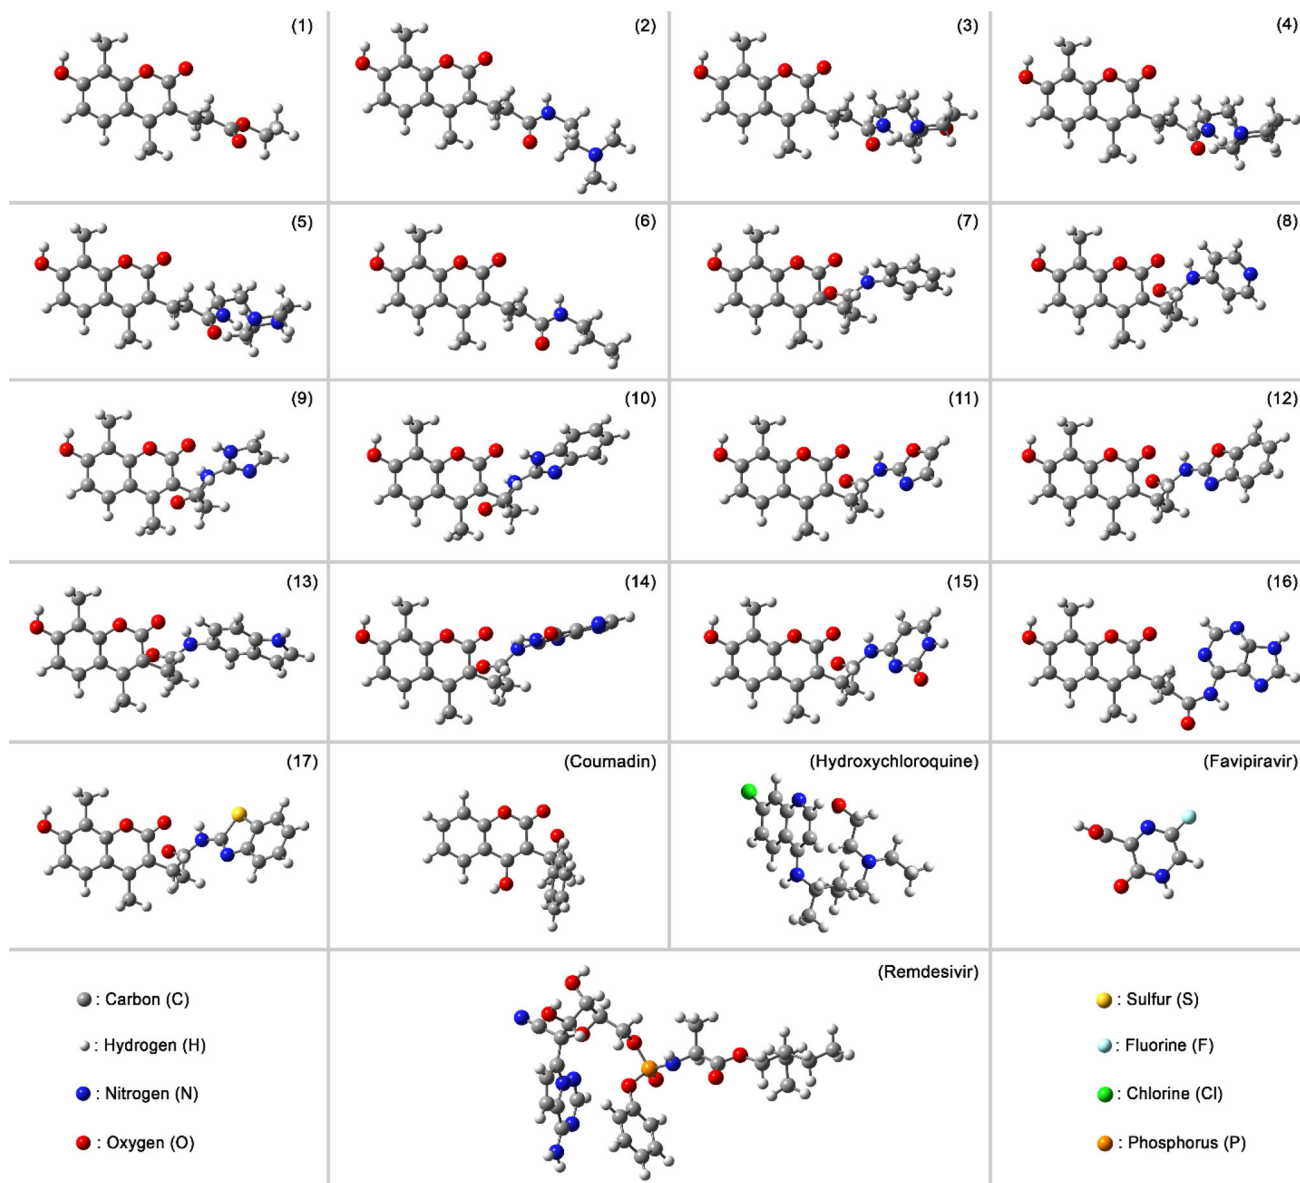 (1)
(2)
(3)
(4)
(5)
(6)
(7)
(8)
(9)
(10)
(11)
(12)
(13)
(14)
(15)
(16)
(17)
(Coumadin)
(Hydroxychloroquine)
(Favipiravir)
(Remdesivir)
: Carbon (C)
: Hydrogen (H)
: Nitrogen (N)
: Oxygen (O)
: Sulfur (S)
: Fluorine (F)
: Chlorine (Cl)
: Phosphorus (P)